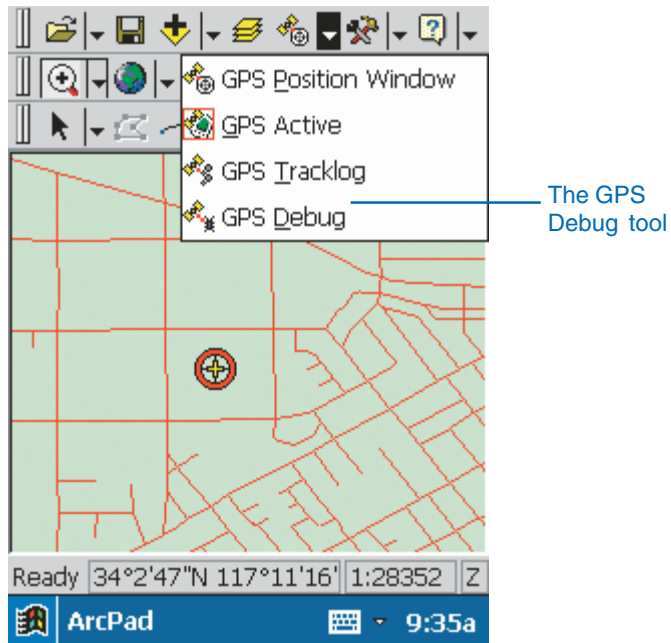 GPS Position Window
GPS Active
GPS Tracklog
GPS Debug
The GPS
Debug tool
Ready 34°2'47"N 117°11'16' 1:28352 Z
ArcPad 9:35a